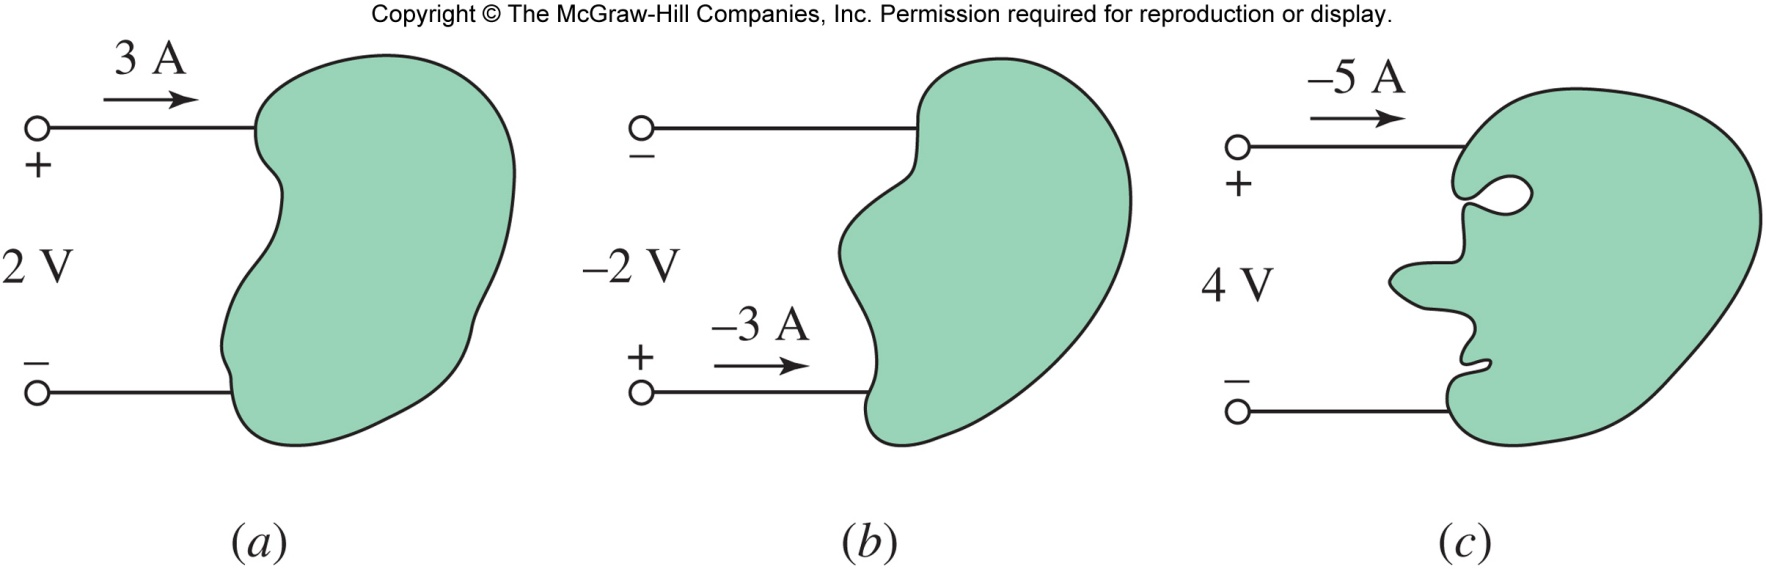 Copyright © The McGraw-Hill Companies, Inc. Permission required for reproduction or display.
3 A
+
2 V
–
(a)
–
–2 V
–3 A
+
(b)
–5 A
+
4 V
–
(c)